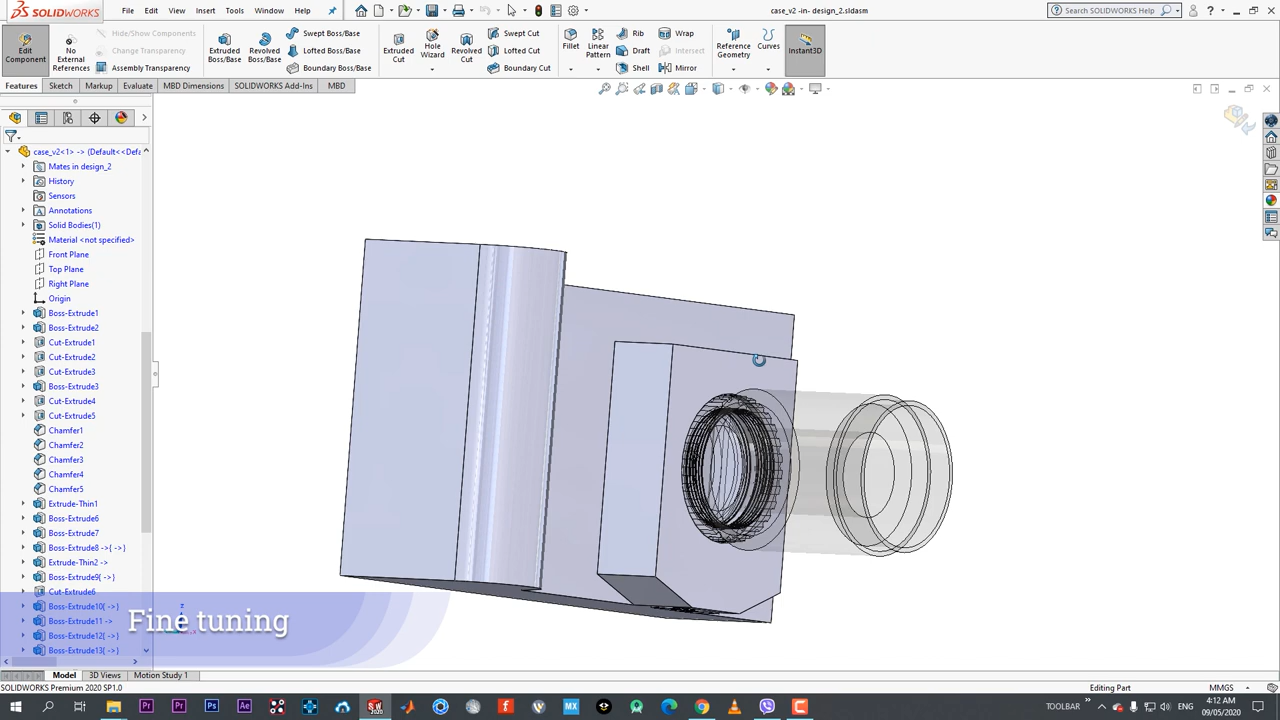 SOLIDWORKS
File Edit View Insert Tools Window Help
case_v2 -in- design_2.sldasm
Search SOLIDWORKS Help
Edit Component
No External References
Hide/Show Components
Change Transparency
Assembly Transparency
Extruded Boss/Base
Revolved Boss/Base
Swept Boss/Base
Lofted Boss/Base
Boundary Boss/Base
Extruded Cut
Hole Wizard
Revolved Cut
Swept Cut
Lofted Cut
Boundary Cut
Fillet
Linear Pattern
Rib
Draft
Shell
Wrap
Intersect
Mirror
Reference Geometry
Curves
Instant3D
Features Sketch Markup Evaluate MBD Dimensions SOLIDWORKS Add-Ins MBD
case_v2<1> -> (Default<<Defa
Mates in design_2
History
Sensors
Annotations
Solid Bodies(1)
Material <not specified>
Front Plane
Top Plane
Right Plane
Origin
Boss-Extrude1
Boss-Extrude2
Cut-Extrude1
Cut-Extrude2
Cut-Extrude3
Boss-Extrude3
Cut-Extrude4
Cut-Extrude5
Chamfer1
Chamfer2
Chamfer3
Chamfer4
Chamfer5
Extrude-Thin1
Boss-Extrude6
Boss-Extrude7
Boss-Extrude8 ->{ ->}
Extrude-Thin2 ->
Boss-Extrude9{ ->}
Cut-Extrude6
Boss-Extrude10{ ->}
Boss-Extrude11 ->
Boss-Extrude12{ ->}
Boss-Extrude13{ ->}
Fine tuning
Model 3D Views Motion Study 1
SOLIDWORKS Premium 2020 SP1.0
Editing Part
MMGS
TOOLBAR
ENG
4:12 AM
09/05/2020